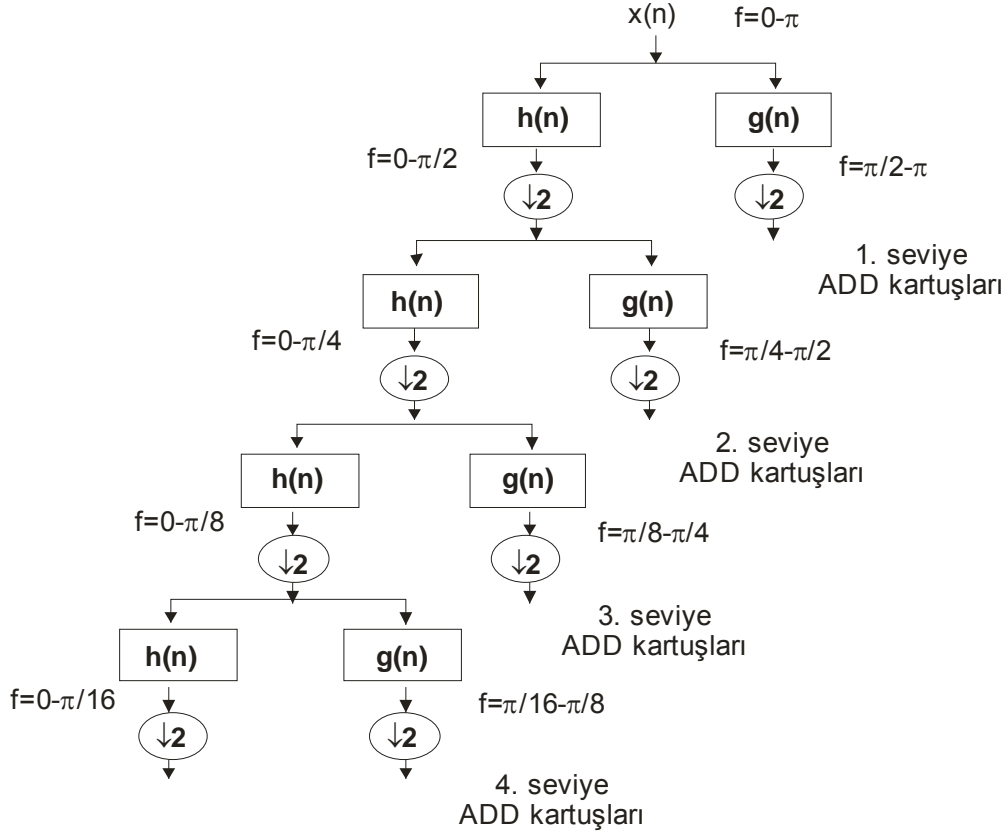 x(n) f=0-π
h(n) g(n)
f=0-π/2 f=π/2-π
↓2 ↓2
1. seviye
ADD kartuşları
h(n) g(n)
f=0-π/4 f=π/4-π/2
↓2 ↓2
2. seviye
ADD kartuşları
h(n) g(n)
f=0-π/8 f=π/8-π/4
↓2 ↓2
3. seviye
ADD kartuşları
h(n) g(n)
f=0-π/16 f=π/16-π/8
↓2 ↓2
4. seviye
ADD kartuşları